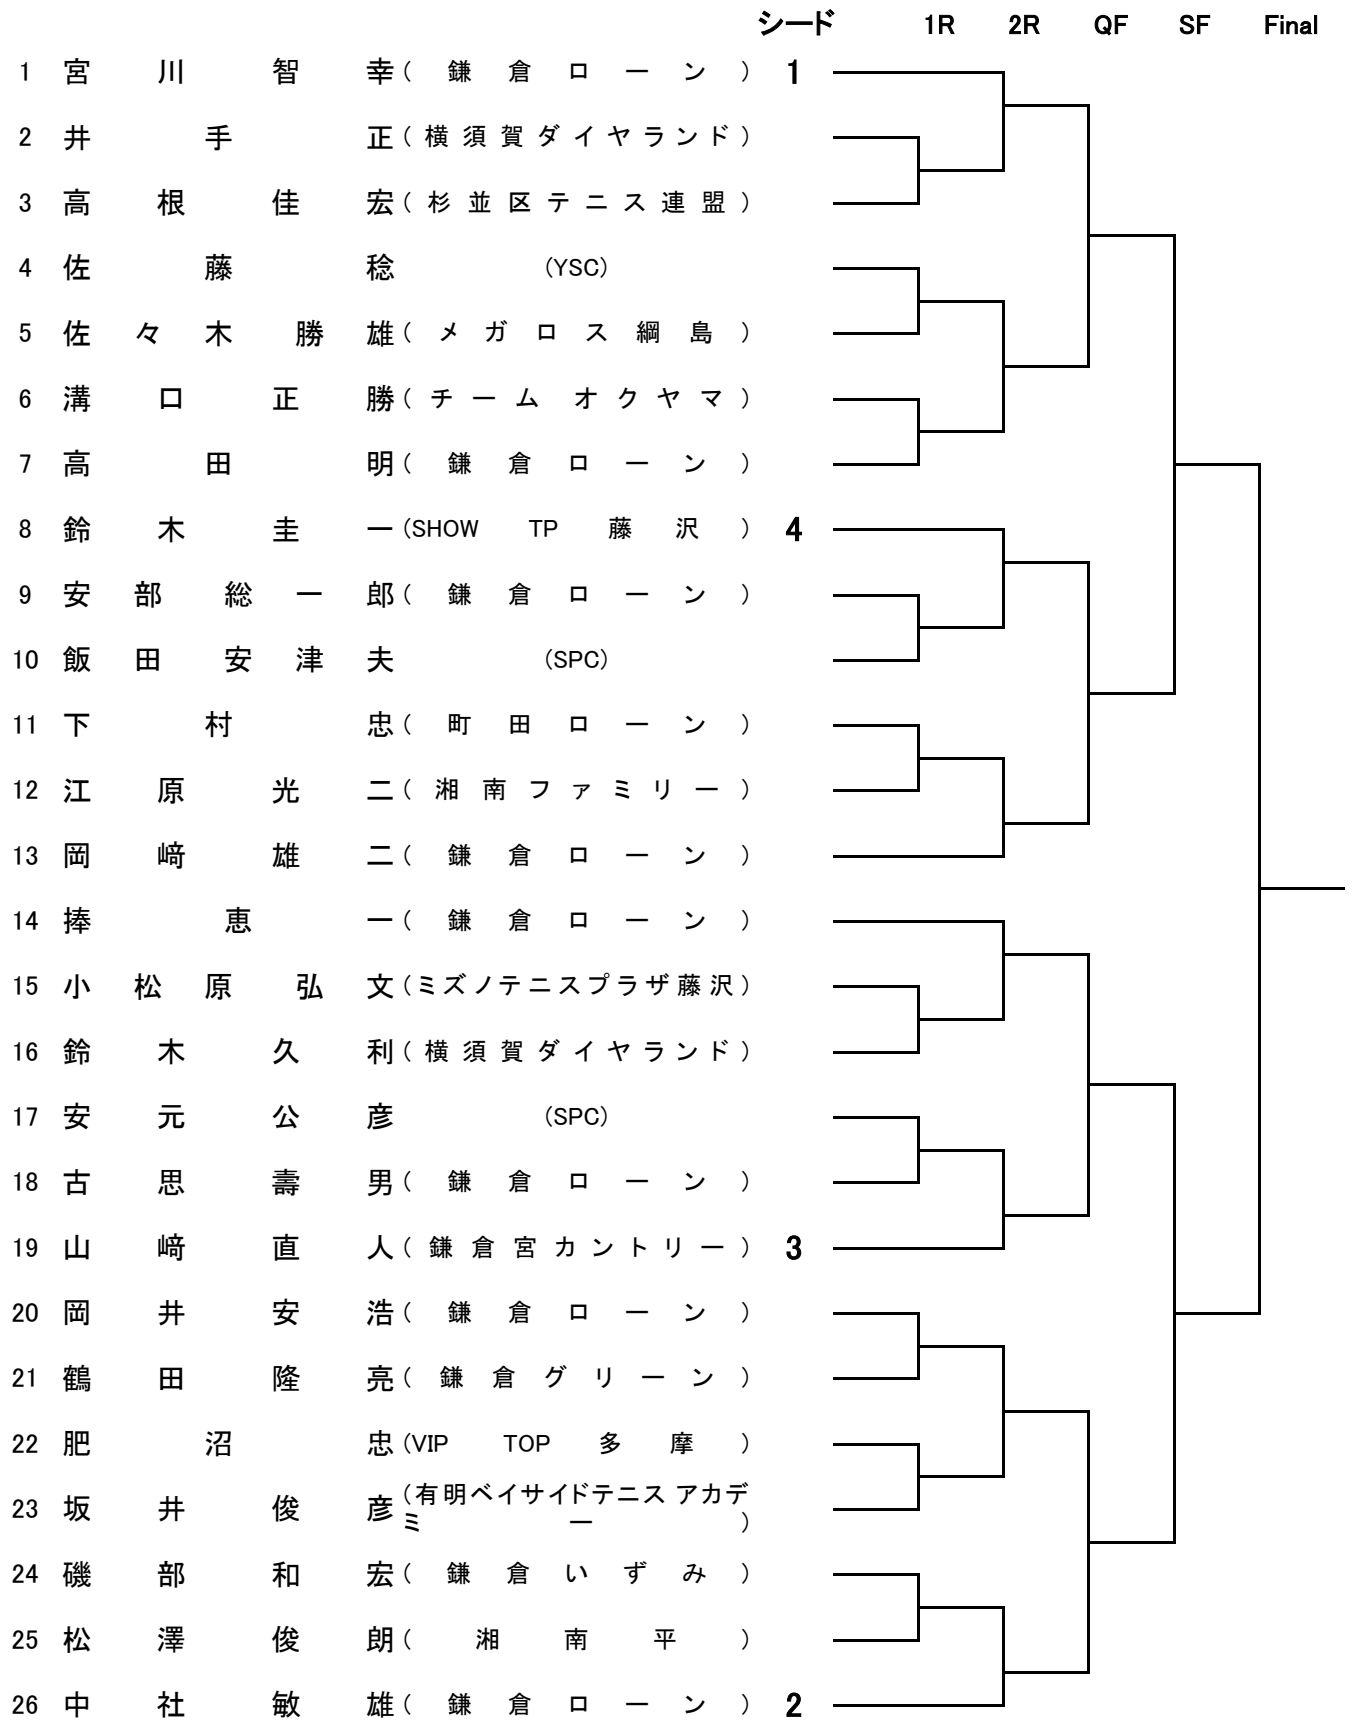 シード 1R 2R QF SF Final
1 宮川智幸 (鎌倉ローン) 1
2 井手正 (横須賀ダイヤランド)
3 高根佳宏 (杉並区テニス連盟)
4 佐藤稔 (YSC)
5 佐々木勝雄 (メガロス綱島)
6 溝口正勝 (チーム オクヤマ)
7 高田明 (鎌倉ローン)
8 鈴木圭一 (SHOW TP 藤沢) 4
9 安部総一郎 (鎌倉ローン)
10 飯田安津夫 (SPC)
11 下村忠 (町田ローン)
12 江原光二 (湘南ファミリー)
13 岡﨑雄二 (鎌倉ローン)
14 捧恵一 (鎌倉ローン)
15 小松原弘文 (ミズノテニスプラザ藤沢)
16 鈴木久利 (横須賀ダイヤランド)
17 安元公彦 (SPC)
18 古思壽男 (鎌倉ローン)
19 山﨑直人 (鎌倉宮カントリー) 3
20 岡井安浩 (鎌倉ローン)
21 鶴田隆亮 (鎌倉グリーン)
22 肥沼忠 (VIP TOP 多摩)
23 坂井俊彦 (有明ベイサイドテニス アカデ
ミー)
24 磯部和宏 (鎌倉いずみ)
25 松澤俊朗 (湘南平)
26 中社敏雄 (鎌倉ローン) 2